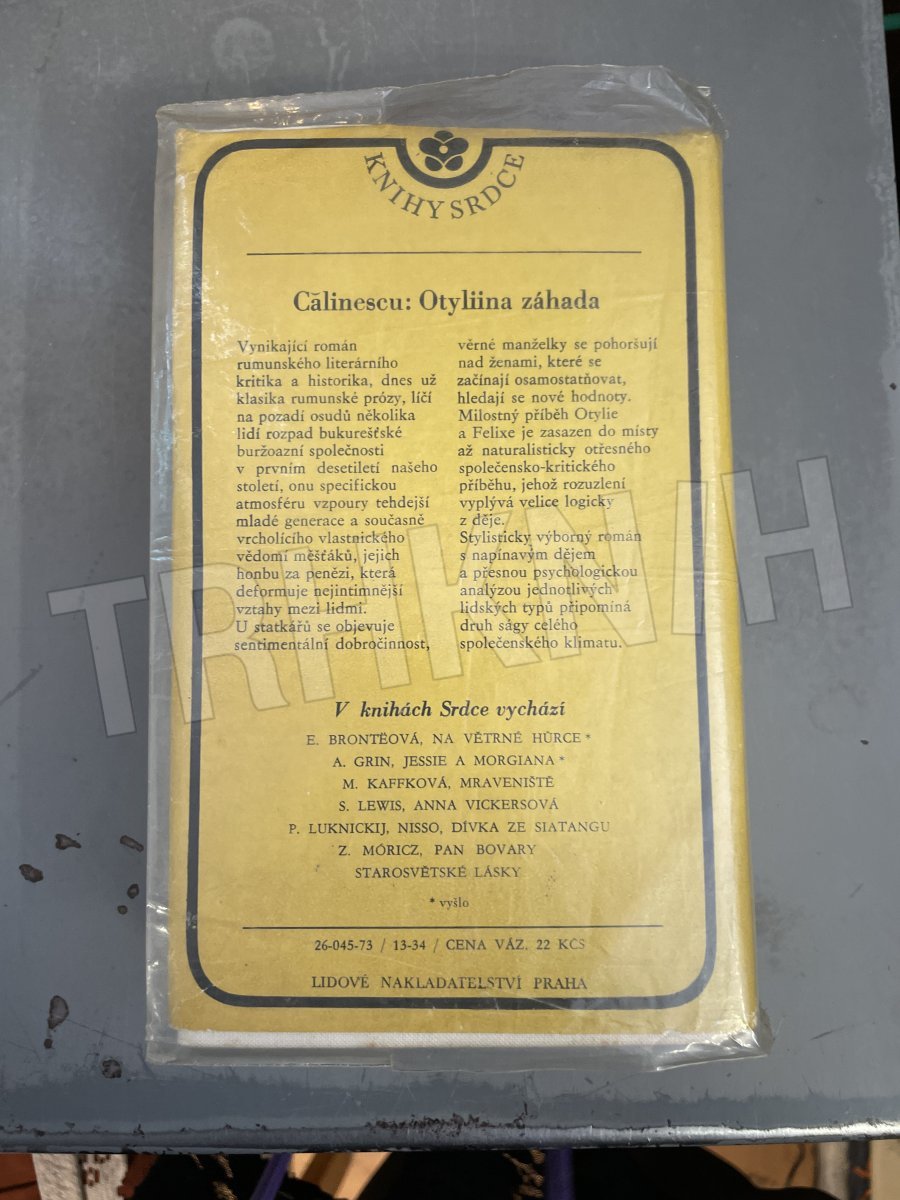 KNIHY SRDCE
Călinescu: Otyliina záhada
Vynikající román
rumunského literárního
kritika a historika, dnes už
klasika rumunské prózy, líčí
na pozadí osudů několika
lidí rozpad bukurešťské
buržoazní společnosti
v prvním desetiletí našeho
století, onu specifickou
atmosféru vzpoury tehdejší
mladé generace a současně
vrcholícího vlastnického
vědomí měšťáků, jejich
honbu za penězi, která
deformuje nejintimnější
vztahy mezi lidmi.
U statkářů se objevuje
sentimentální dobročinnost,
věrné manželky se pohoršují
nad ženami, které se
začínají osamostatňovat,
hledají se nové hodnoty.
Milostný příběh Otylie
a Felixe je zasazen do místy
až naturalisticky otřesného
společensko-kritického
příběhu, jehož rozuzlení
vyplývá velice logicky
z děje.
Stylisticky výborný román
s napínavým dějem
a přesnou psychologickou
analýzou jednotlivých
lidských typů připomíná
druh ságy celého
společenského klimatu.
V knihách Srdce vychází
E. BRONTËOVÁ, NA VĚTRNÉ HŮRCE *
A. GRIN, JESSIE A MORGIANA *
M. KAFFKOVÁ, MRAVENIŠTĚ
S. LEWIS, ANNA VICKERSOVÁ
P. LUKNICKIJ, NISSO, DÍVKA ZE SIATANGU
Z. MÓRICZ, PAN BOVARY
STAROSVĚTSKÉ LÁSKY
* vyšlo
26-045-73 / 13-34 / CENA VÁZ. 22 KČS
LIDOVÉ NAKLADATELSTVÍ PRAHA
TRHKNIH